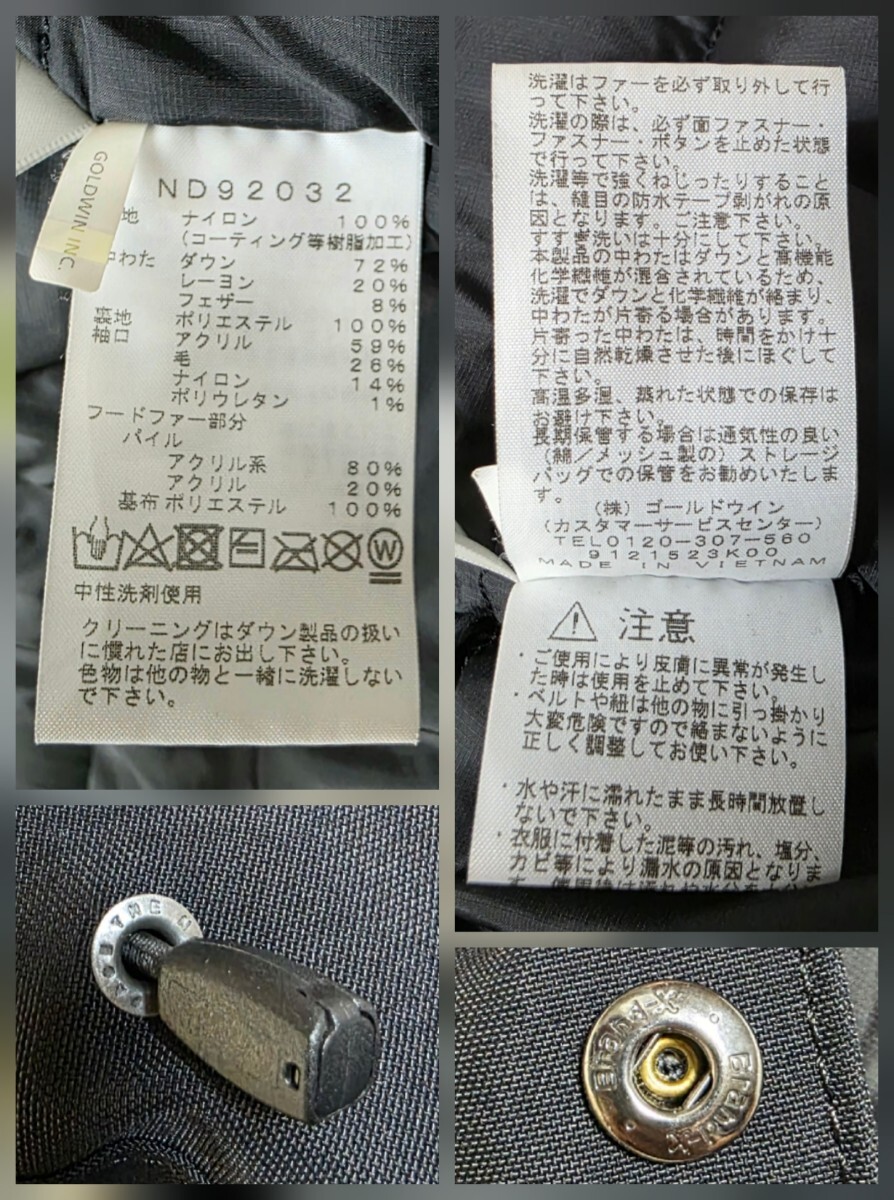 GOLDWIN INC.
ND92032
地 ナイロン 100%
(コーティング等樹脂加工)
中わた ダウン 72%
レーヨン 20%
フェザー 8%
ポリエステル 100%
袖口 アクリル 59%
毛 26%
ナイロン 14%
ポリウレタン 1%
フードファー部分
パイル
アクリル系 80%
アクリル 20%
基布 ポリエステル 100%
W
中性洗剤使用
クリーニングはダウン製品の扱い
に慣れた店にお出し下さい。
色物は他の物と一緒に洗濯しない
で下さい。
洗濯はファーを必ず取り外して行
って下さい。
洗濯の際は、必ず面ファスナー・
ファスナー・ボタンを止めた状態
で行って下さい。
洗濯等で強くねじったりすること
は、縫目の防水テープ剥がれの原
因となります。ご注意下さい。
すすぎ洗いは十分にして下さい。
本製品の中わたはダウンと高機能
化学繊維が混合されているため、
洗濯でダウンと化学繊維が絡まり、
中わたが片寄る場合があります。
片寄った中わたは、時間をかけ十
分に自然乾燥させた後にほぐして
下さい。
高温多湿、蒸れた状態での保存は
お避け下さい。
長期保管する場合は通気性の良い
(綿/メッシュ製の)ストレージ
バッグでの保管をお勧めいたしま
す。
(株)ゴールドウイン
(カスタマーサービスセンター)
TEL0120-307-560
9121523K00
MADE IN VIETNAM
注意
・ご使用により皮膚に異常が発生し
た時は使用を止めて下さい。
・ベルトや紐は他の物に引っ掛かり
大変危険ですので絡まないように
正しく調整してお使い下さい。
・水や汗に濡れたまま長時間放置し
ないで下さい。
・衣服に付着した泥等の汚れ、塩分、
カビ等により漏水の原因となりま
Brand-X
Brand-X